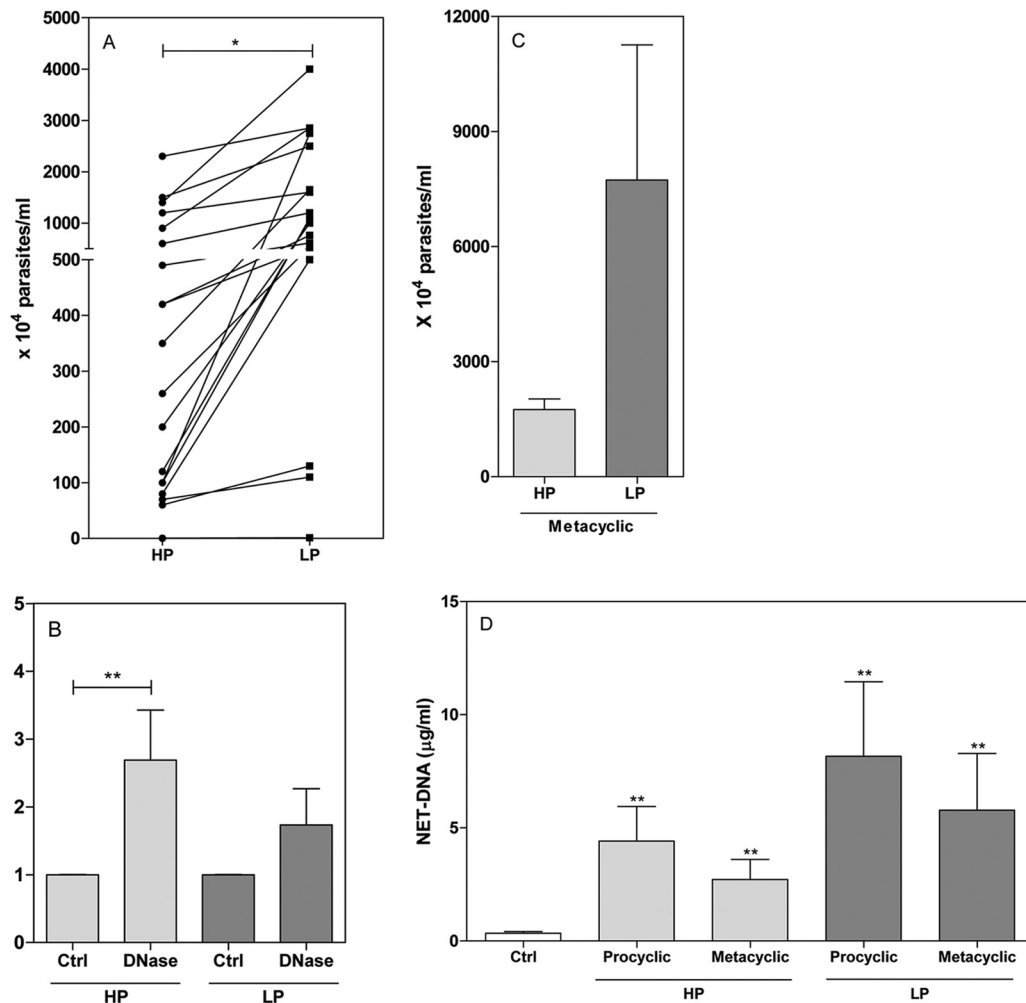 A
*
5000
4000
3000
2000
1000
500
400
300
200
100
0
x 10⁴ parasites/ml
HP LP
C
12000
9000
6000
3000
0
X 10⁴ parasites/ml
HP LP
Metacyclic
B
**
5
4
3
2
1
0
Ctrl DNase Ctrl DNase
HP LP
D
15
10
5
0
NET-DNA (μg/ml)
**
**
**
**
Ctrl Procyclic Metacyclic Procyclic Metacyclic
HP LP